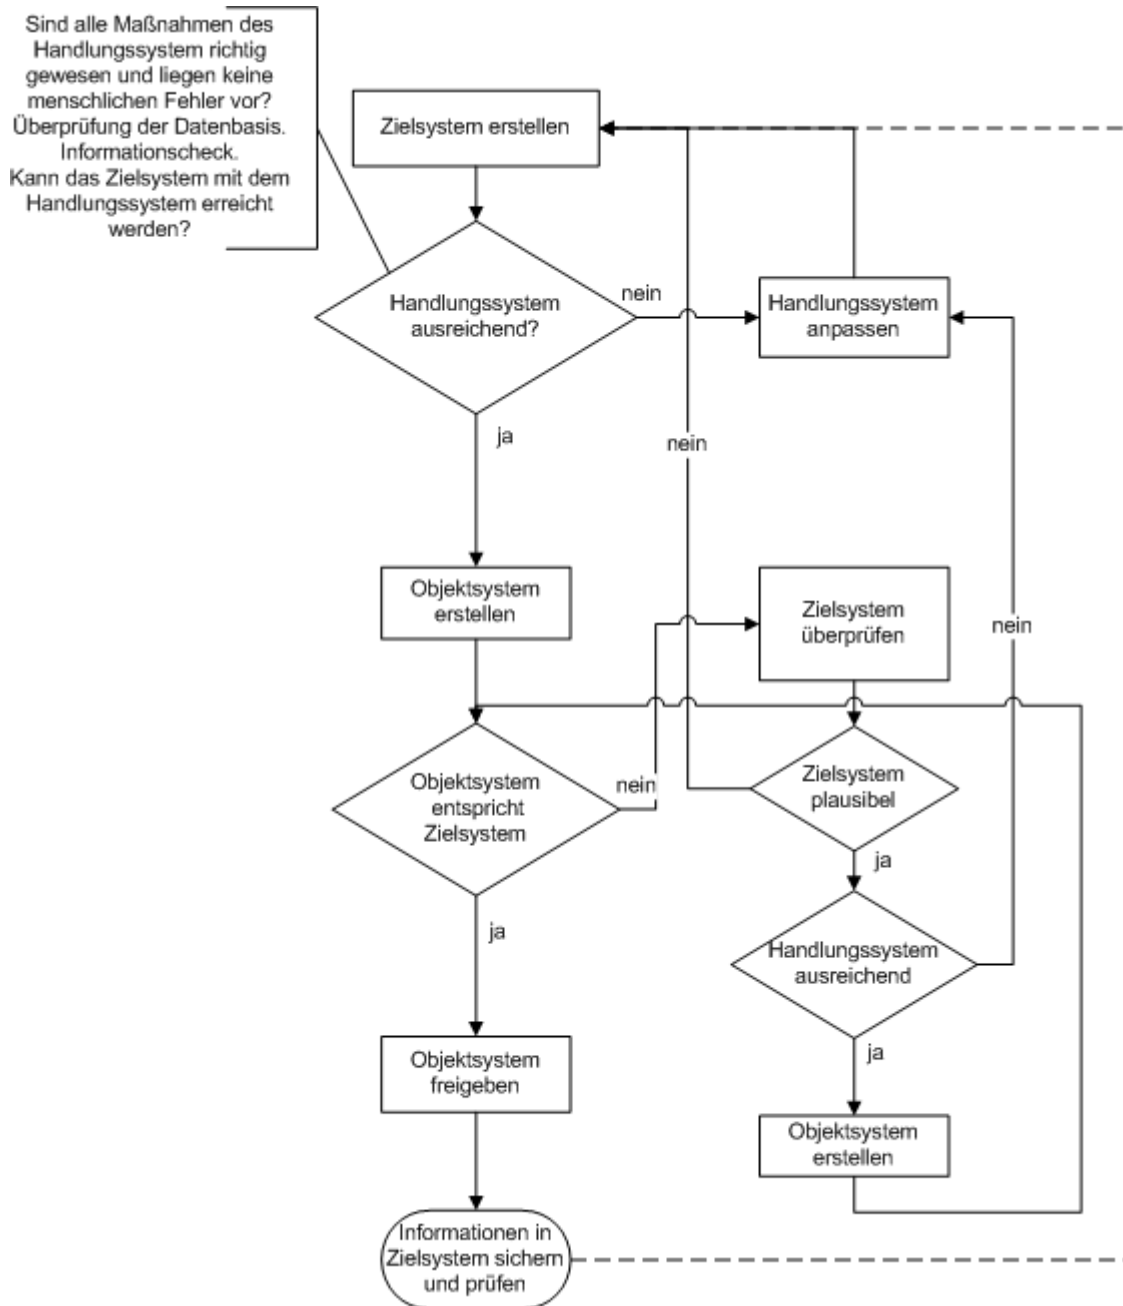 Sind alle Maßnahmen des
Handlungssystem richtig
gewesen und liegen keine
menschlichen Fehler vor?
Überprüfung der Datenbasis.
Informationscheck.
Kann das Zielsystem mit dem
Handlungssystem erreicht
werden?
Zielsystem erstellen
Handlungssystem
ausreichend?
nein
Handlungssystem
anpassen
ja
nein
Objektsystem
erstellen
Zielsystem
überprüfen
nein
Objektsystem
entspricht
Zielsystem
nein
Zielsystem
plausibel
ja
ja
Handlungssystem
ausreichend
ja
Objektsystem
freigeben
Objektsystem
erstellen
Informationen in
Zielsystem sichern
und prüfen